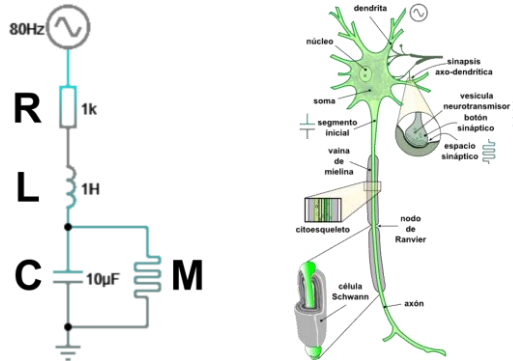 80Hz
R
1k
L
1H
C
10µF
M
dendrita
núcleo
soma
sinapsis
axo-dendrítica
vesícula
neurotransmisor
botón
sináptico
espacio
sináptico
segmento
inicial
vaina
de
mielina
citoesqueleto
nodo
de
Ranvier
célula
Schwann
axón